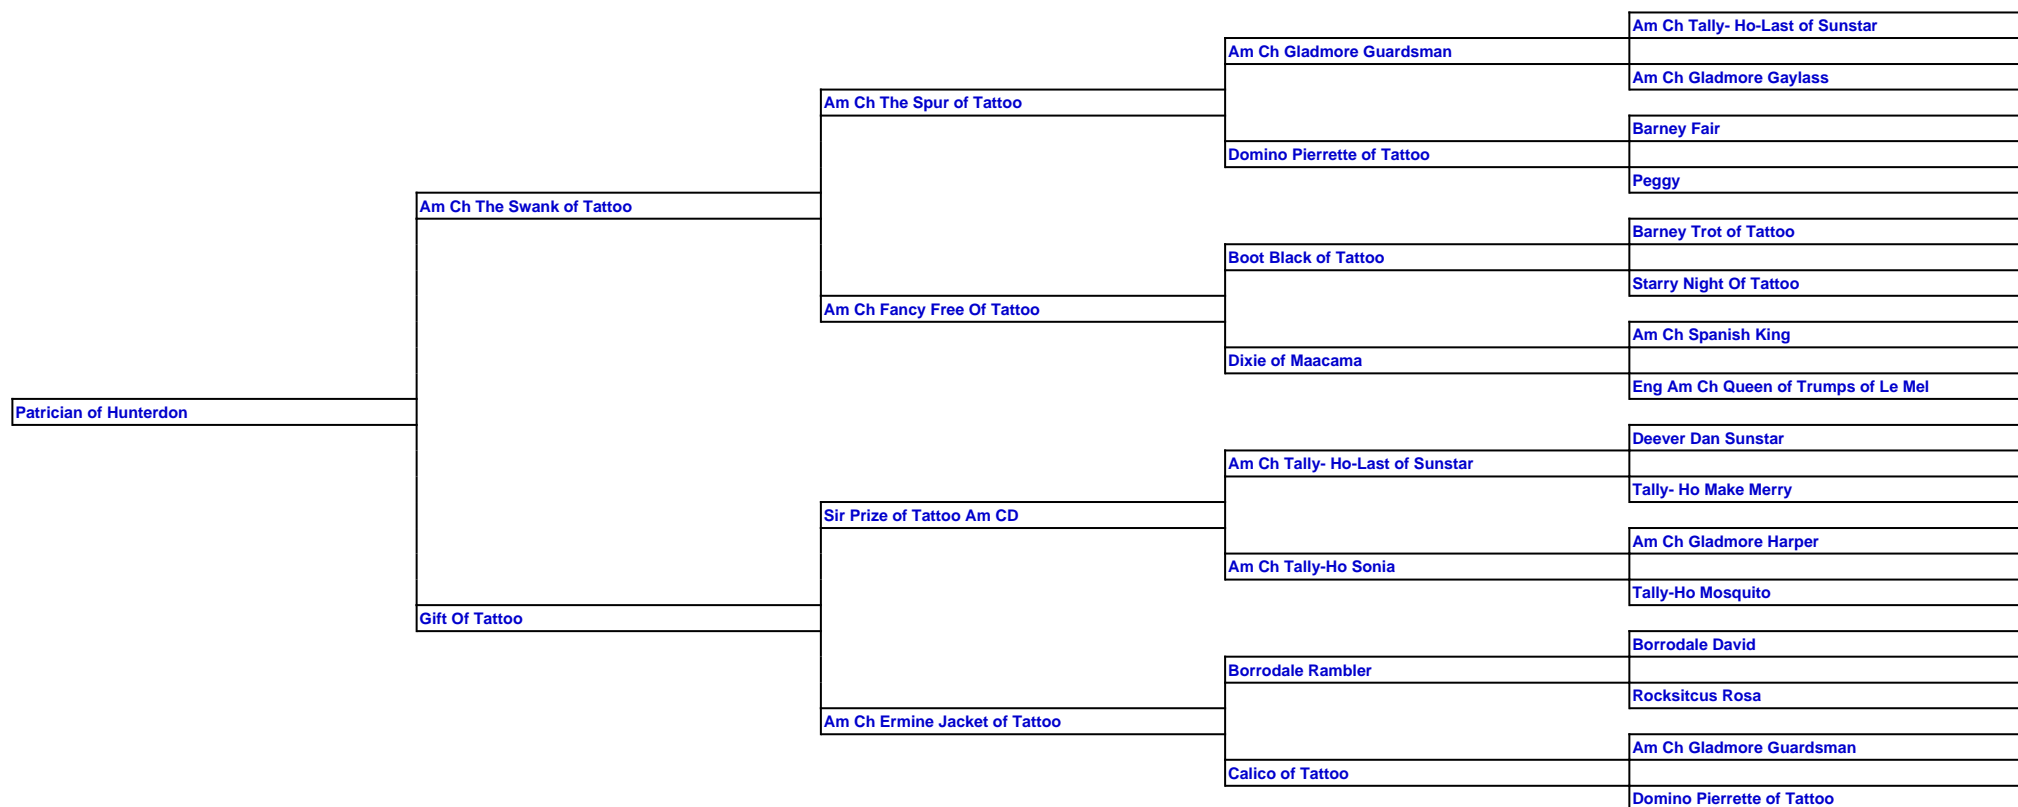 Am Ch Tally- Ho-Last of Sunstar
Am Ch Gladmore Guardsman
Am Ch Gladmore Gaylass
Am Ch The Spur of Tattoo
Barney Fair
Domino Pierrette of Tattoo
Peggy
Am Ch The Swank of Tattoo
Barney Trot of Tattoo
Boot Black of Tattoo
Starry Night Of Tattoo
Am Ch Fancy Free Of Tattoo
Am Ch Spanish King
Dixie of Maacama
Eng Am Ch Queen of Trumps of Le Mel
Patrician of Hunterdon
Deever Dan Sunstar
Am Ch Tally- Ho-Last of Sunstar
Tally- Ho Make Merry
Sir Prize of Tattoo Am CD
Am Ch Gladmore Harper
Am Ch Tally-Ho Sonia
Tally-Ho Mosquito
Gift Of Tattoo
Borrodale David
Borrodale Rambler
Rocksitcus Rosa
Am Ch Ermine Jacket of Tattoo
Am Ch Gladmore Guardsman
Calico of Tattoo
Domino Pierrette of Tattoo